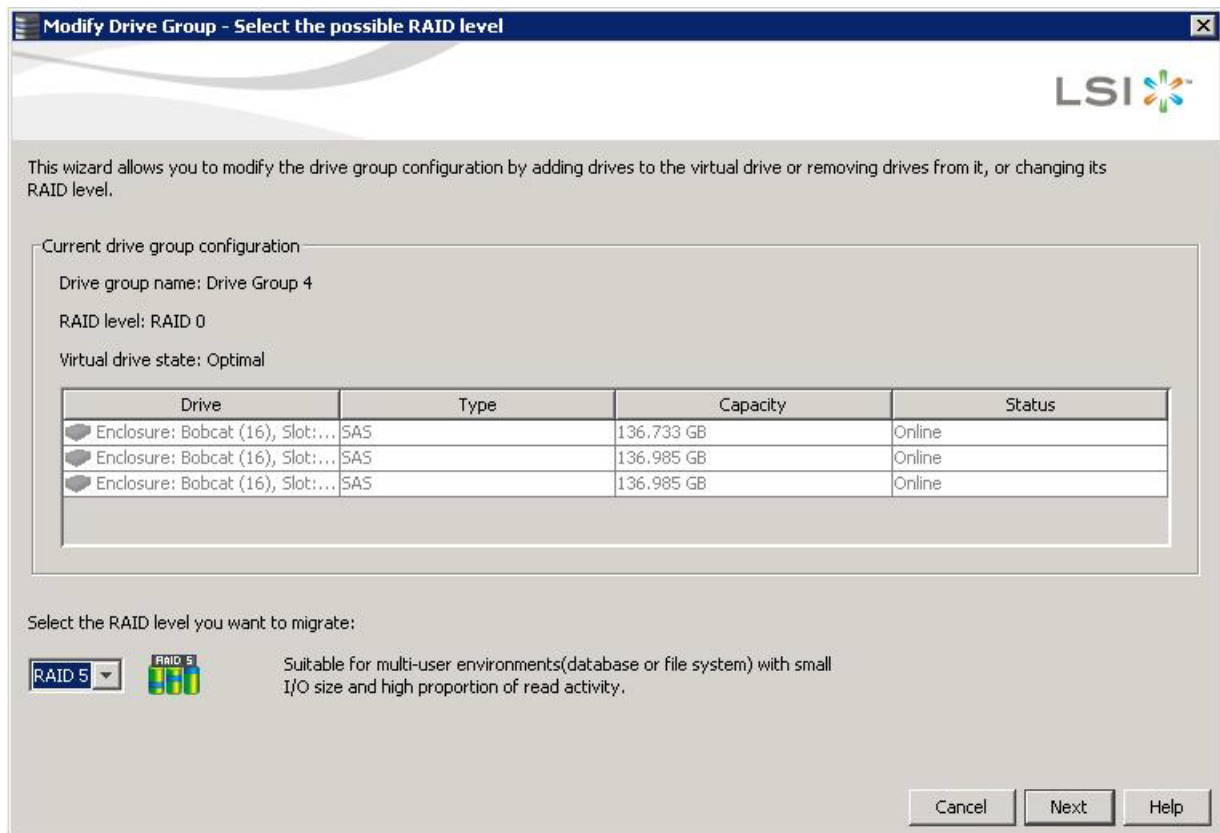 Modify Drive Group - Select the possible RAID level
LSI
This wizard allows you to modify the drive group configuration by adding drives to the virtual drive or removing drives from it, or changing its
RAID level.
Current drive group configuration
Drive group name: Drive Group 4
RAID level: RAID 0
Virtual drive state: Optimal
Drive Type Capacity Status
Enclosure: Bobcat (16), Slot:... SAS 136.733 GB Online
Enclosure: Bobcat (16), Slot:... SAS 136.985 GB Online
Enclosure: Bobcat (16), Slot:... SAS 136.985 GB Online
Select the RAID level you want to migrate:
RAID 5
RAID 5
Suitable for multi-user environments(database or file system) with small
I/O size and high proportion of read activity.
Cancel Next Help